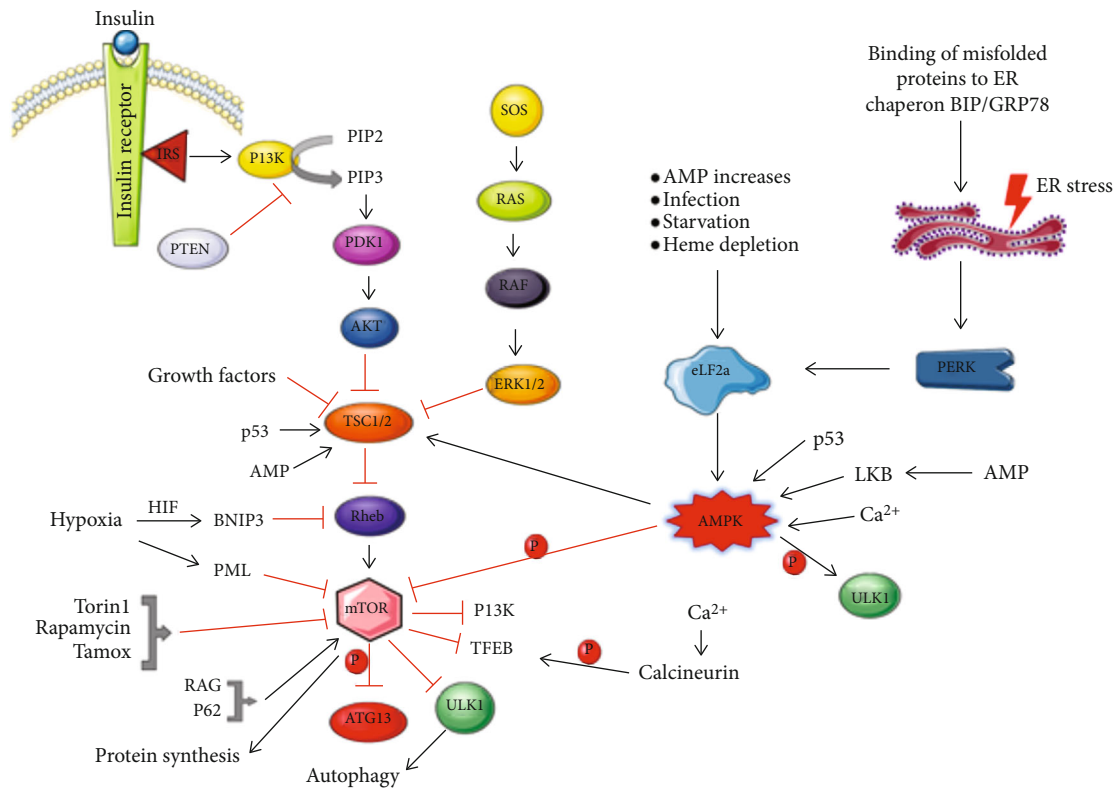 Insulin
Insulin receptor
IRS
P13K
PIP2
PIP3
PTEN
PDK1
AKT
SOS
RAS
RAF
ERK1/2
Growth factors
p53
AMP
TSC1/2
Hypoxia
HIF
BNIP3
Rheb
PML
Torin1
Rapamycin
Tamox
mTOR
P13K
TFEB
RAG
P62
P
ATG13
ULK1
Protein synthesis
Autophagy
• AMP increases
• Infection
• Starvation
• Heme depletion
Binding of misfolded
proteins to ER
chaperon BIP/GRP78
ER stress
PERK
eLF2a
p53
LKB
AMP
Ca²⁺
AMPK
P
P
ULK1
Ca²⁺
Calcineurin
P